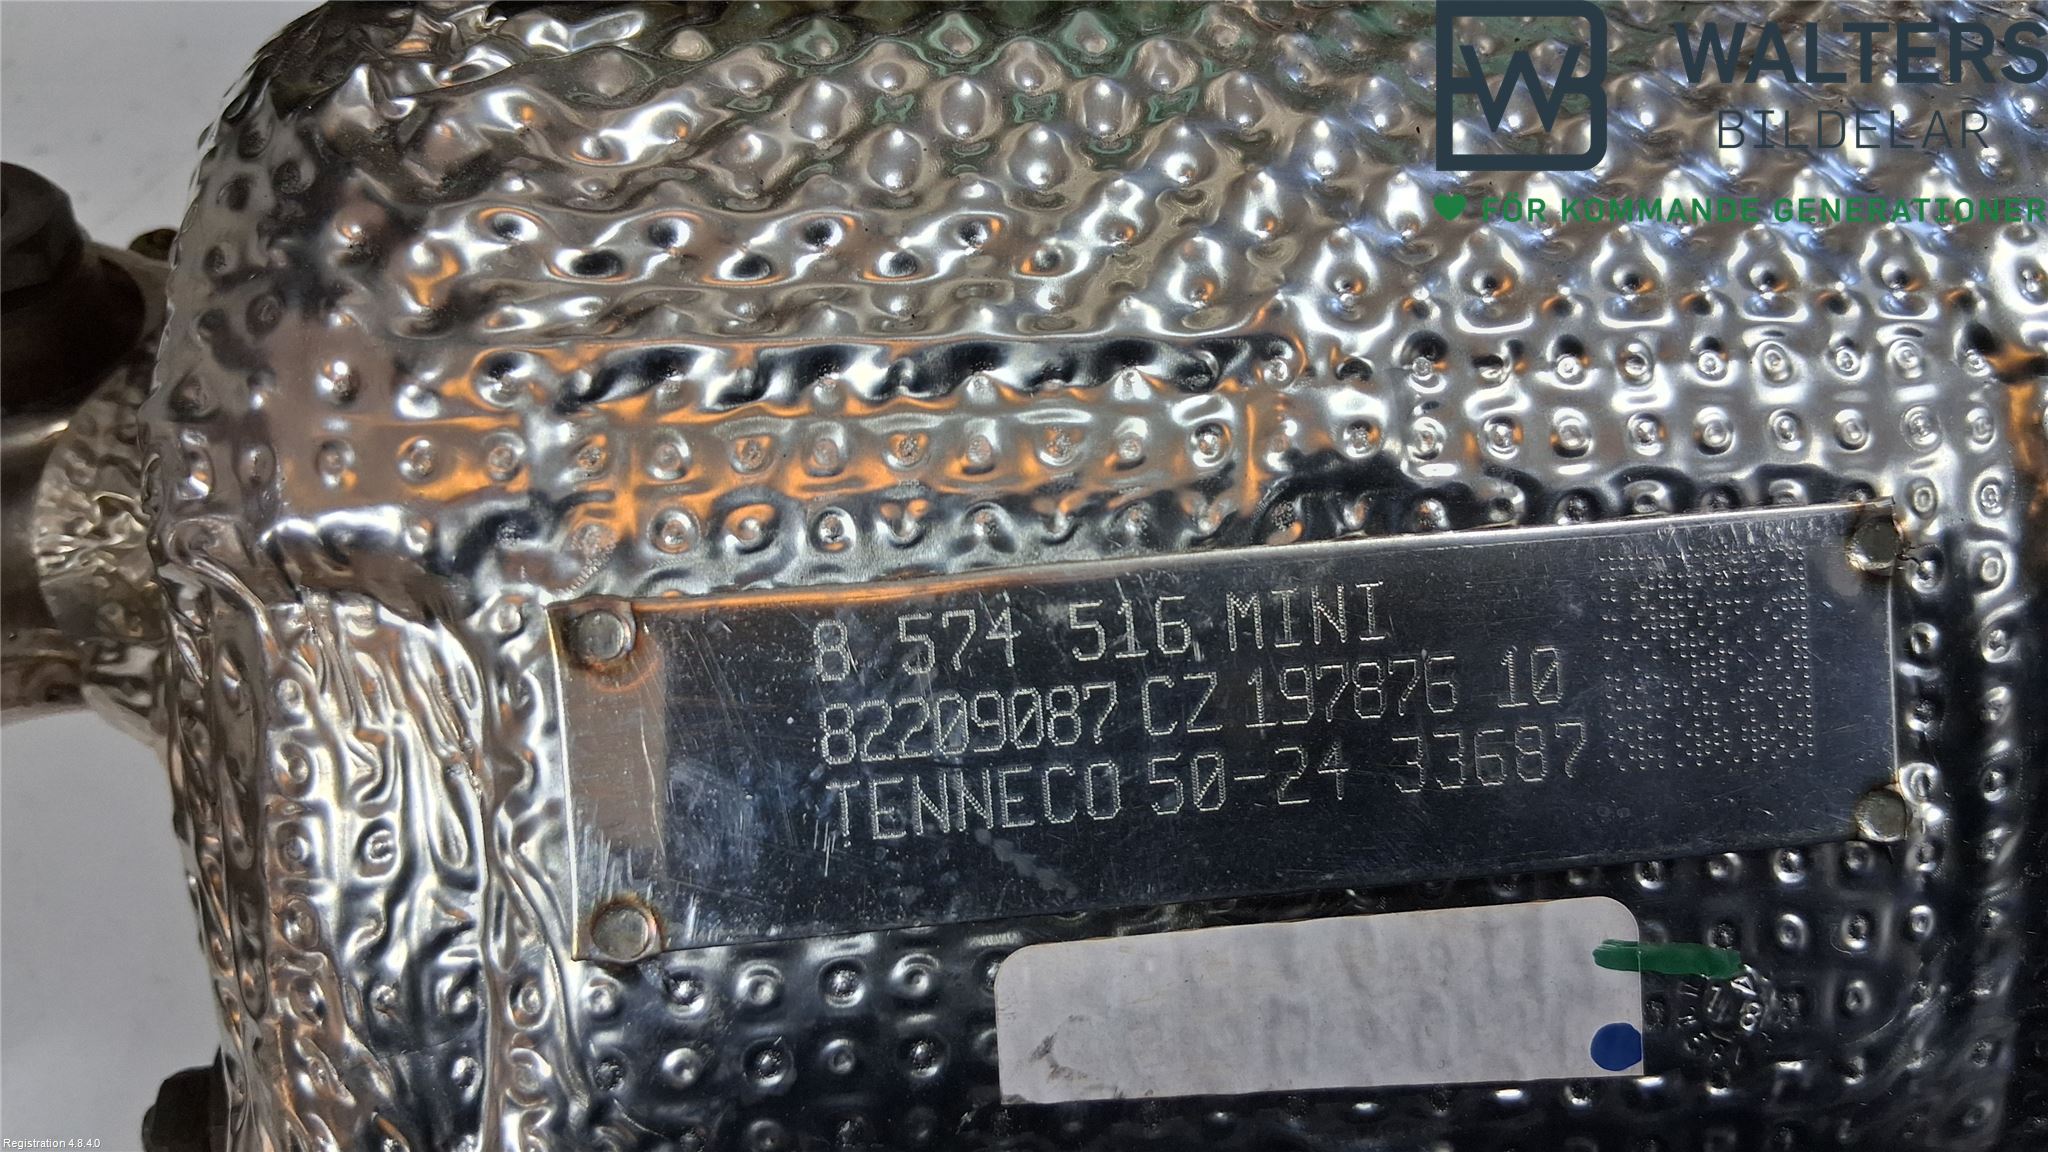 WALTERS
BILDELAR
FÖR KOMMANDE GENERATIONER
8 574 516 MINI
82209087 CZ 197876 10
TENNECO 50-24 33687
Registration 4.8.4.0